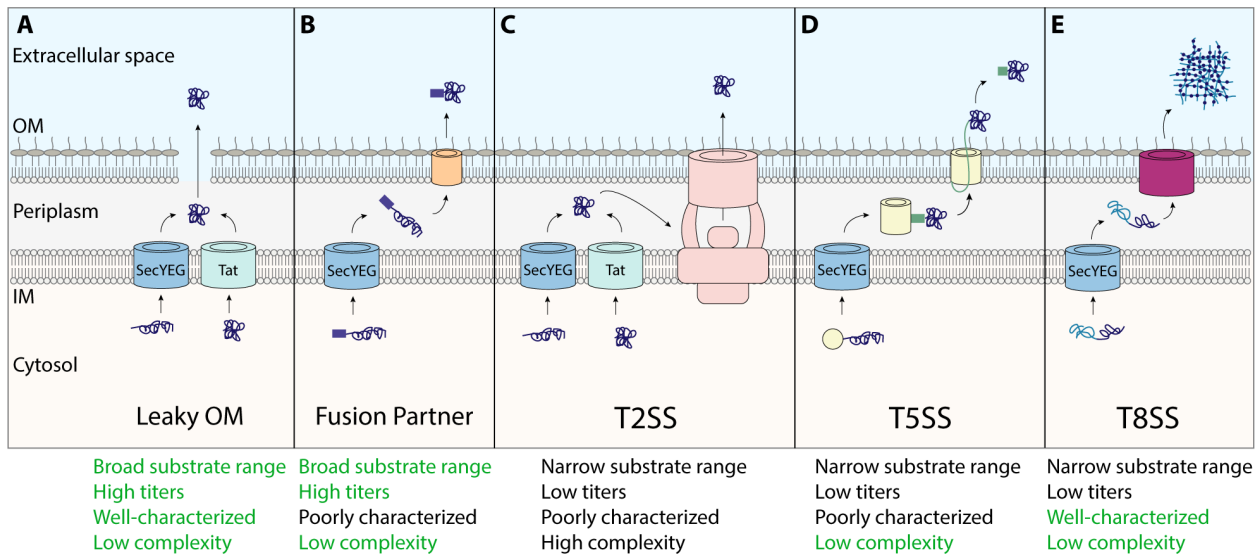 A
B
C
D
E
Extracellular space
OM
Periplasm
SecYEG
Tat
SecYEG
SecYEG
Tat
SecYEG
SecYEG
IM
Cytosol
Leaky OM
Fusion Partner
T2SS
T5SS
T8SS
Broad substrate range
High titers
Well-characterized
Low complexity
Broad substrate range
High titers
Poorly characterized
Low complexity
Narrow substrate range
Low titers
Poorly characterized
High complexity
Narrow substrate range
Low titers
Poorly characterized
Low complexity
Narrow substrate range
Low titers
Well-characterized
Low complexity